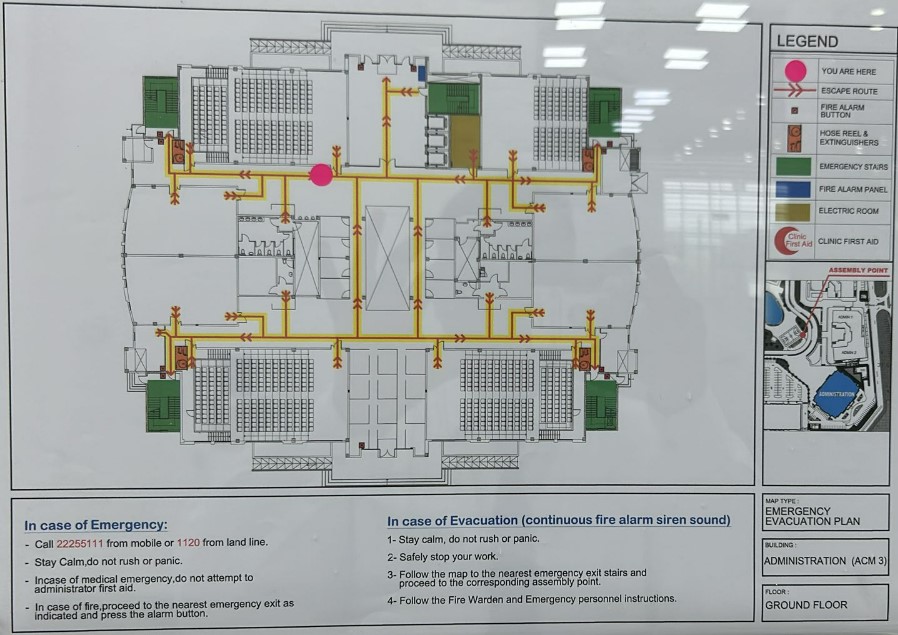 LEGEND
YOU ARE HERE
ESCAPE ROUTE
FIRE ALARM
BUTTON
HOSE REEL &
EXTINGUISHERS
EMERGENCY STAIRS
FIRE ALARM PANEL
ELECTRIC ROOM
Clinic
First Aid
CLINIC FIRST AID
ASSEMBLY POINT
ADMINISTRATION
In case of Emergency:
- Call 22255111 from mobile or 1120 from land line.
- Stay Calm,do not rush or panic.
- Incase of medical emergency,do not attempt to
administrator first aid.
- In case of fire,proceed to the nearest emergency exit as
indicated and press the alarm button.
In case of Evacuation (continuous fire alarm siren sound)
1- Stay calm, do not rush or panic.
2- Safely stop your work.
3- Follow the map to the nearest emergency exit stairs and
proceed to the corresponding assembly point.
4- Follow the Fire Warden and Emergency personnel instructions.
MAP TYPE :
EMERGENCY
EVACUATION PLAN
BUILDING :
ADMINISTRATION (ACM 3)
FLOOR :
GROUND FLOOR